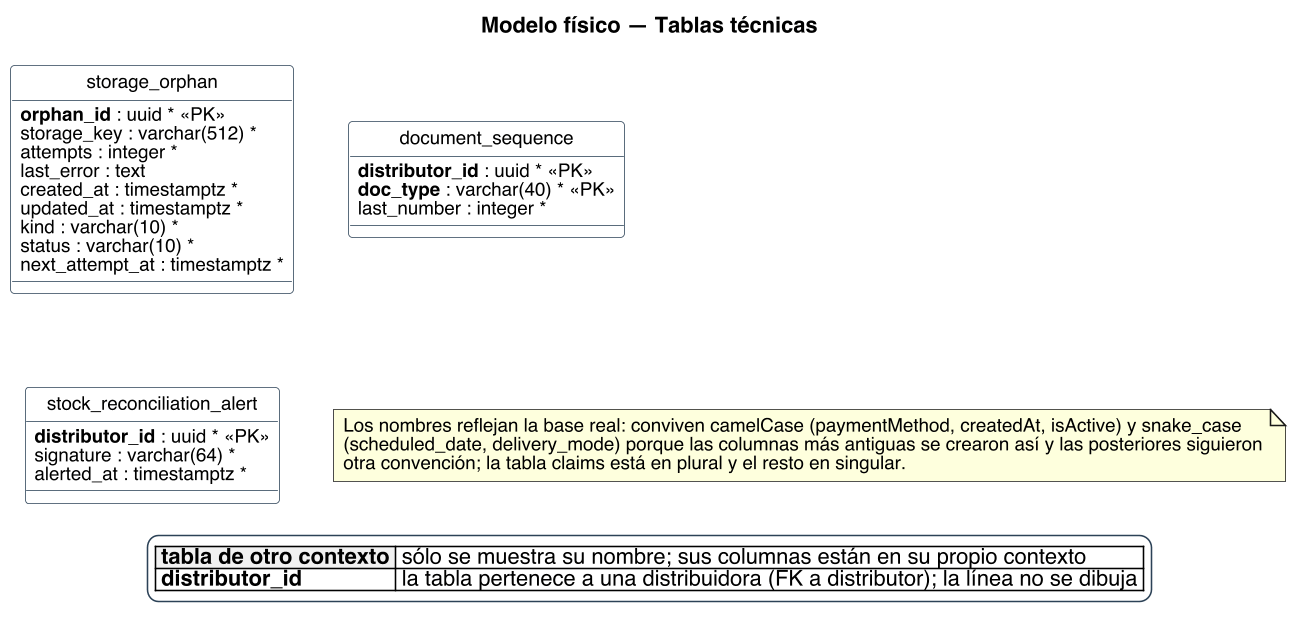 Modelo físico — Tablas técnicas
storage_orphan
orphan_id : uuid * «PK»
storage_key : varchar(512) *
attempts : integer *
last_error : text
created_at : timestamptz *
updated_at : timestamptz *
kind : varchar(10) *
status : varchar(10) *
next_attempt_at : timestamptz *
document_sequence
distributor_id : uuid * «PK»
doc_type : varchar(40) * «PK»
last_number : integer *
stock_reconciliation_alert
distributor_id : uuid * «PK»
signature : varchar(64) *
alerted_at : timestamptz *
Los nombres reflejan la base real: conviven camelCase (paymentMethod, createdAt, isActive) y snake_case
(scheduled_date, delivery_mode) porque las columnas más antiguas se crearon así y las posteriores siguieron
otra convención; la tabla claims está en plural y el resto en singular.
tabla de otro contexto sólo se muestra su nombre; sus columnas están en su propio contexto
distributor_id la tabla pertenece a una distribuidora (FK a distributor); la línea no se dibuja